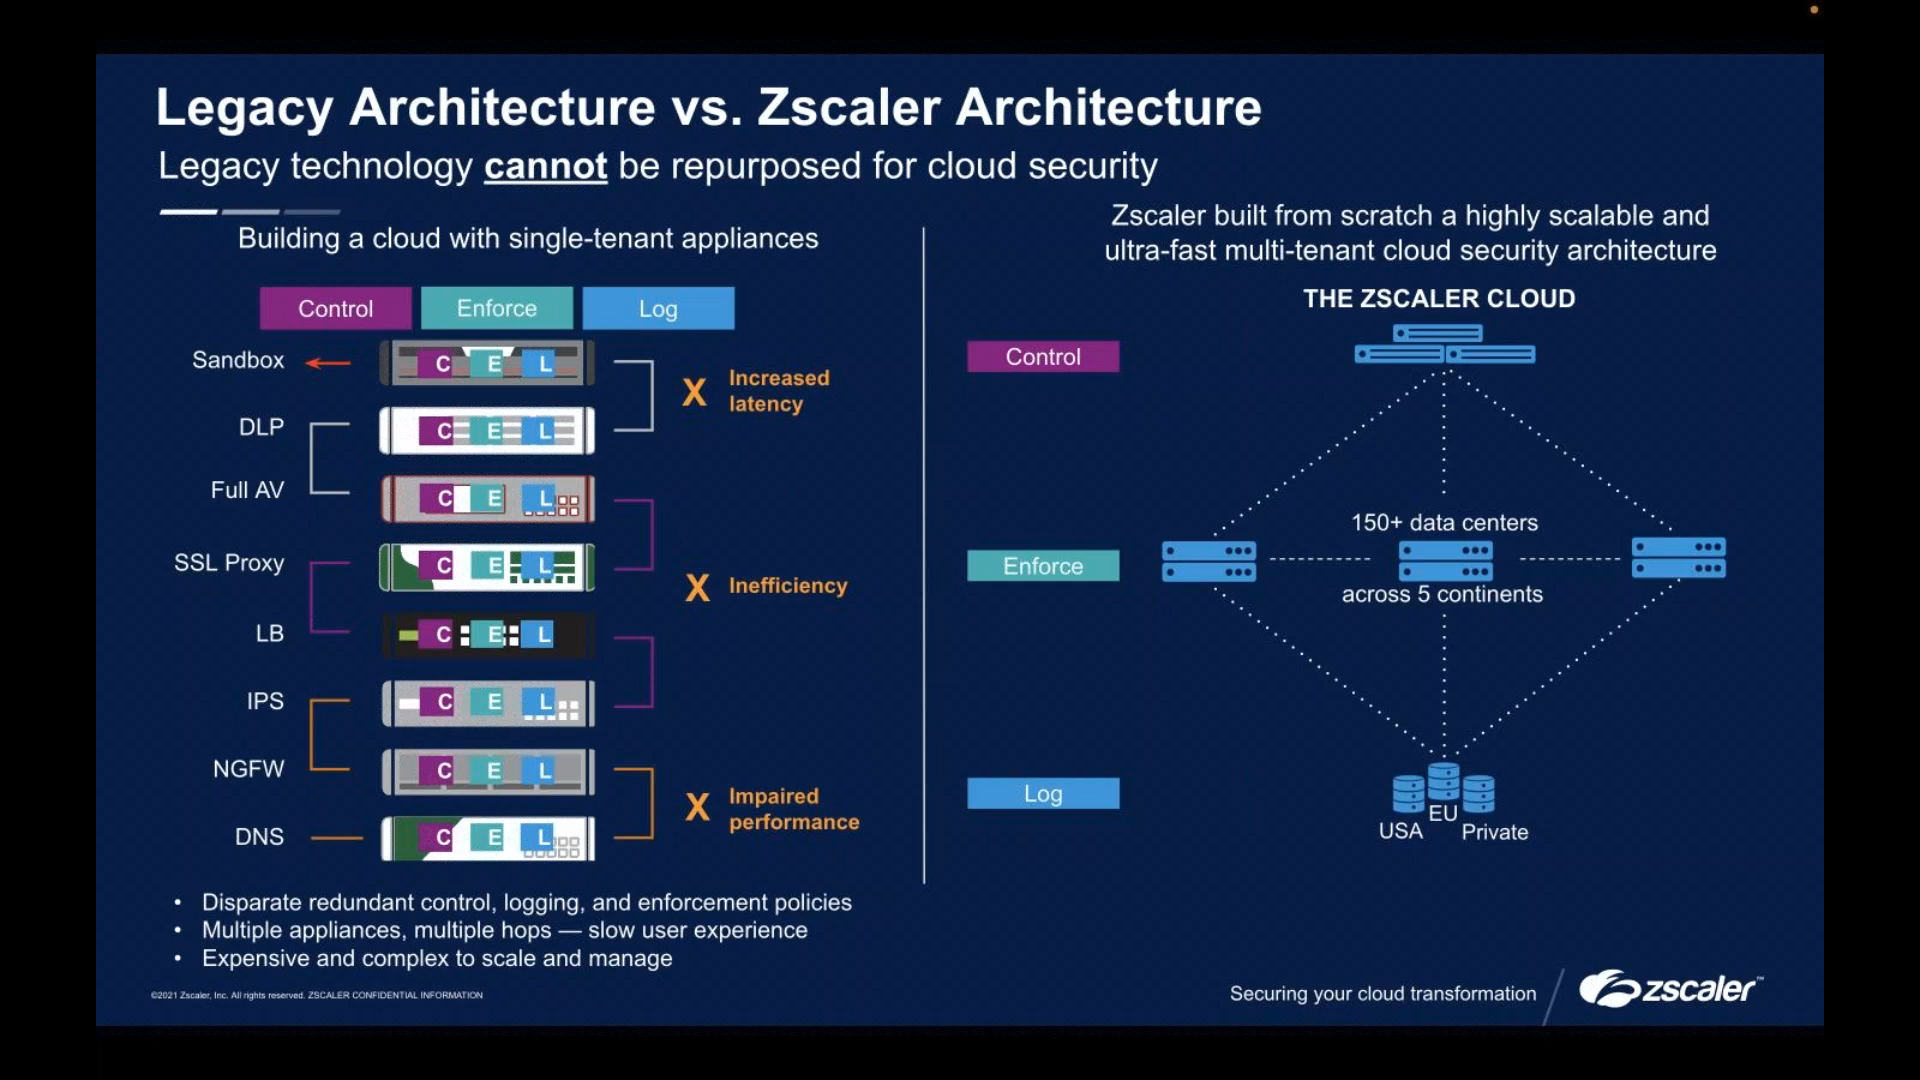 Legacy Architecture vs. Zscaler Architecture
Legacy technology cannot be repurposed for cloud security
Building a cloud with single-tenant appliances
Control Enforce Log
Sandbox C E L
DLP C E L
Increased
latency
X
Full AV C E L
SSL Proxy C E L
X Inefficiency
LB C E L
IPS C E L
NGFW C E L
X
Impaired
performance
DNS C E L
• Disparate redundant control, logging, and enforcement policies
• Multiple appliances, multiple hops — slow user experience
• Expensive and complex to scale and manage
Zscaler built from scratch a highly scalable and
ultra-fast multi-tenant cloud security architecture
THE ZSCALER CLOUD
Control
150+ data centers
Enforce
across 5 continents
Log
EU
USA Private
©2021 Zscaler, Inc. All rights reserved. ZSCALER CONFIDENTIAL INFORMATION
Securing your cloud transformation
zscaler™